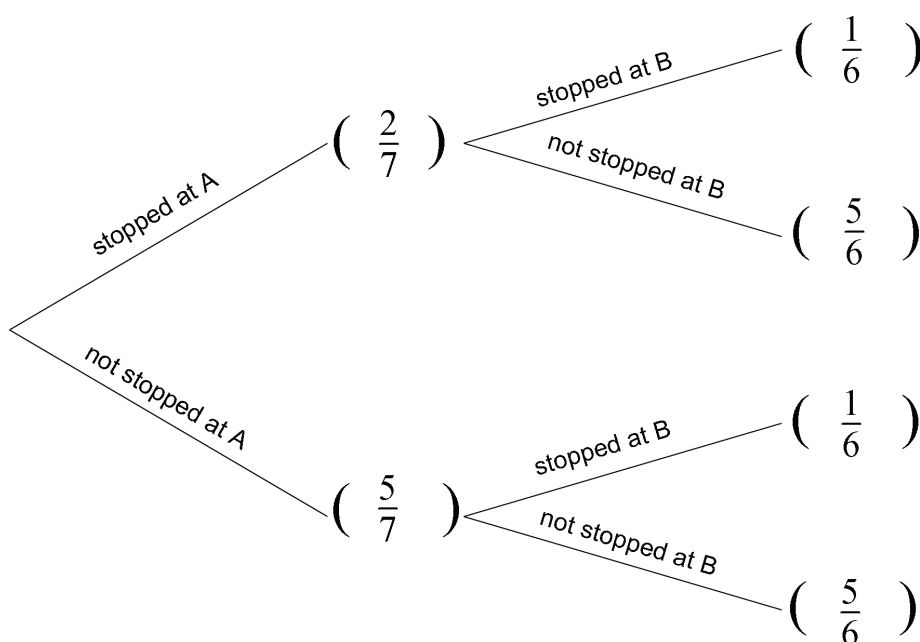 stopped at A
( 2/7 )
stopped at B
( 1/6 )
not stopped at B
( 5/6 )
not stopped at A
( 5/7 )
stopped at B
( 1/6 )
not stopped at B
( 5/6 )